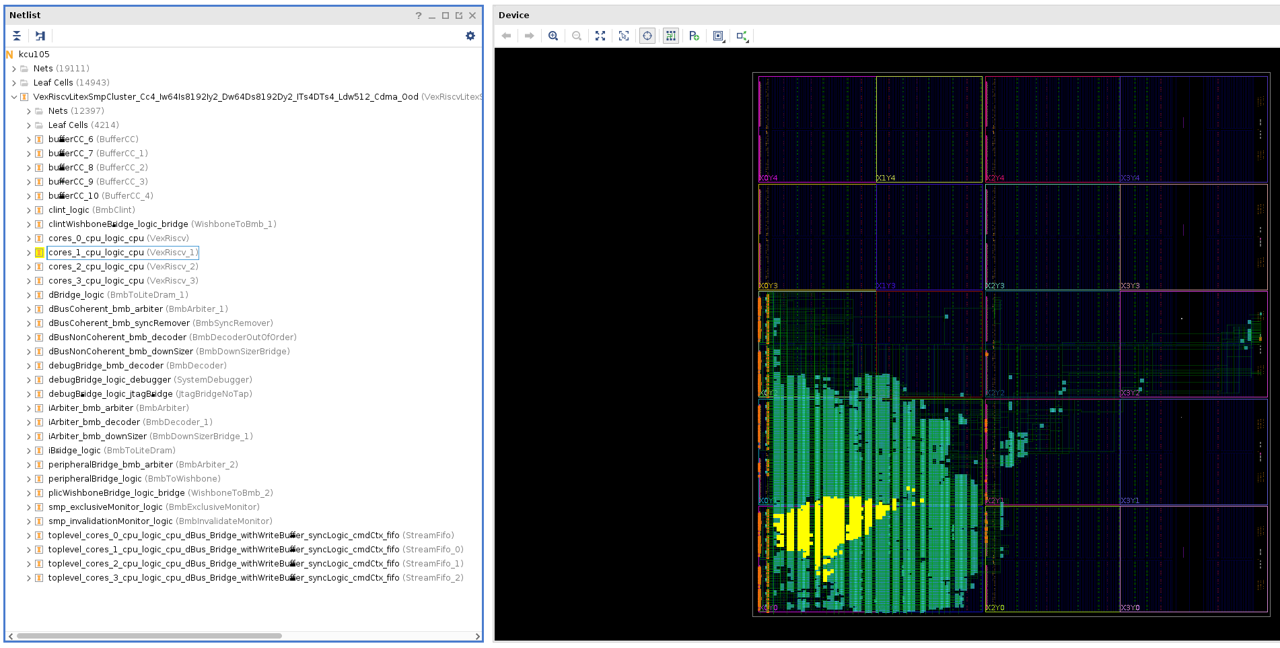 Netlist
?
kcu105
Nets (19111)
Leaf Cells (14943)
VexRiscvLitexSmpCluster_Cc4_Iw64Is8192Iy2_Dw64Ds8192Dy2_ITs4DTs4_Ldw512_Cdma_Ood (VexRiscvLitexS
Nets (12397)
Leaf Cells (4214)
bufferCC_6 (BufferCC)
bufferCC_7 (BufferCC_1)
bufferCC_8 (BufferCC_2)
bufferCC_9 (BufferCC_3)
bufferCC_10 (BufferCC_4)
clint_logic (BmbClint)
clintWishboneBridge_logic_bridge (WishboneToBmb_1)
cores_0_cpu_logic_cpu (VexRiscv)
cores_1_cpu_logic_cpu (VexRiscv_1)
cores_2_cpu_logic_cpu (VexRiscv_2)
cores_3_cpu_logic_cpu (VexRiscv_3)
dBridge_logic (BmbToLiteDram_1)
dBusCoherent_bmb_arbiter (BmbArbiter_1)
dBusCoherent_bmb_syncRemover (BmbSyncRemover)
dBusNonCoherent_bmb_decoder (BmbDecoderOutOfOrder)
dBusNonCoherent_bmb_downSizer (BmbDownSizerBridge)
debugBridge_bmb_decoder (BmbDecoder)
debugBridge_logic_debugger (SystemDebugger)
debugBridge_logic_jtagBridge (JtagBridgeNoTap)
iArbiter_bmb_arbiter (BmbArbiter)
iArbiter_bmb_decoder (BmbDecoder_1)
iArbiter_bmb_downSizer (BmbDownSizerBridge_1)
iBridge_logic (BmbToLiteDram)
peripheralBridge_bmb_arbiter (BmbArbiter_2)
peripheralBridge_logic (BmbToWishbone)
plicWishboneBridge_logic_bridge (WishboneToBmb_2)
smp_exclusiveMonitor_logic (BmbExclusiveMonitor)
smp_invalidationMonitor_logic (BmbInvalidateMonitor)
toplevel_cores_0_cpu_logic_cpu_dBus_Bridge_withWriteBuffer_syncLogic_cmdCtx_fifo (StreamFifo)
toplevel_cores_1_cpu_logic_cpu_dBus_Bridge_withWriteBuffer_syncLogic_cmdCtx_fifo (StreamFifo_0)
toplevel_cores_2_cpu_logic_cpu_dBus_Bridge_withWriteBuffer_syncLogic_cmdCtx_fifo (StreamFifo_1)
toplevel_cores_3_cpu_logic_cpu_dBus_Bridge_withWriteBuffer_syncLogic_cmdCtx_fifo (StreamFifo_2)
Device
X0Y4 X1Y4 X2Y4 X3Y4
X0Y3 X1Y3 X2Y3 X3Y3
X2Y2 X3Y2
X2Y1 X3Y1
X2Y0 X3Y0